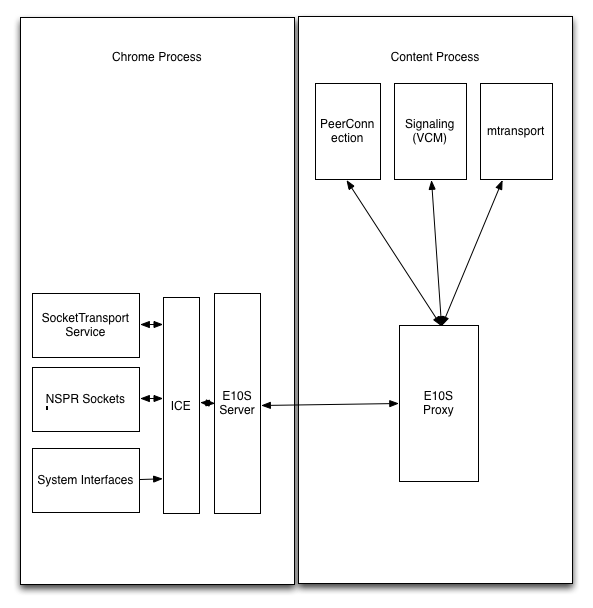 Chrome Process
Content Process
PeerConn
ection
Signaling
(VCM)
mtransport
SocketTransport
Service
NSPR Sockets
System Interfaces
ICE
E10S
Server
E10S
Proxy